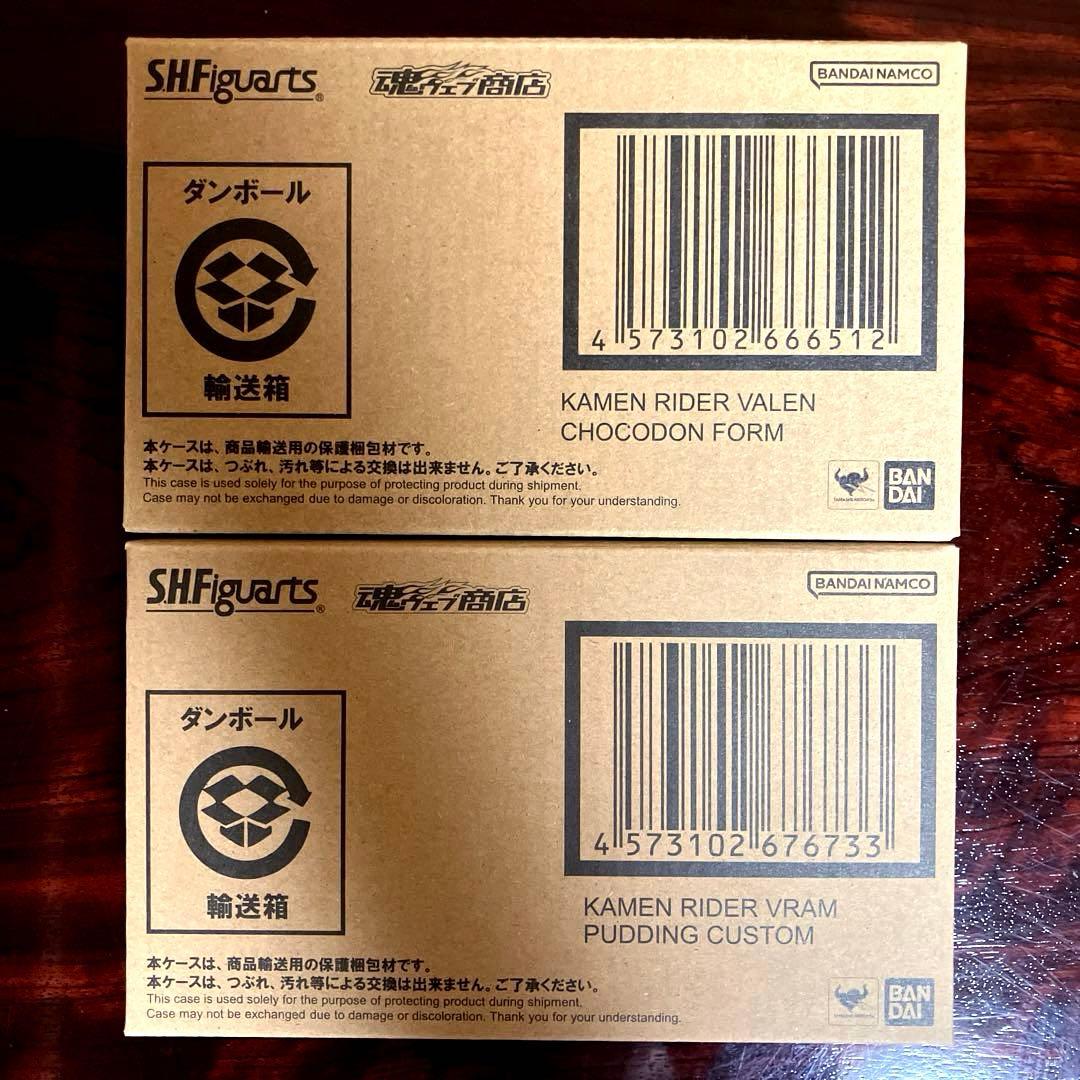 S.H.Figuarts®
魂ウェブ商店
BANDAI NAMCO
ダンボール
輸送箱
4 573102 666512
KAMEN RIDER VALEN
CHOCODON FORM
本ケースは、商品輸送用の保護梱包材です。
本ケースは、つぶれ、汚れ等による交換は出来ません。ご了承ください。
This case is used solely for the purpose of protecting product during shipment.
Case may not be exchanged due to damage or discoloration. Thank you for your understanding.
BAN
DAI
S.H.Figuarts®
魂ウェブ商店
BANDAI NAMCO
ダンボール
輸送箱
4 573102 676733
KAMEN RIDER VRAM
PUDDING CUSTOM
本ケースは、商品輸送用の保護梱包材です。
本ケースは、つぶれ、汚れ等による交換は出来ません。ご了承ください。
This case is used solely for the purpose of protecting product during shipment.
Case may not be exchanged due to damage or discoloration. Thank you for your understanding.
BAN
DAI